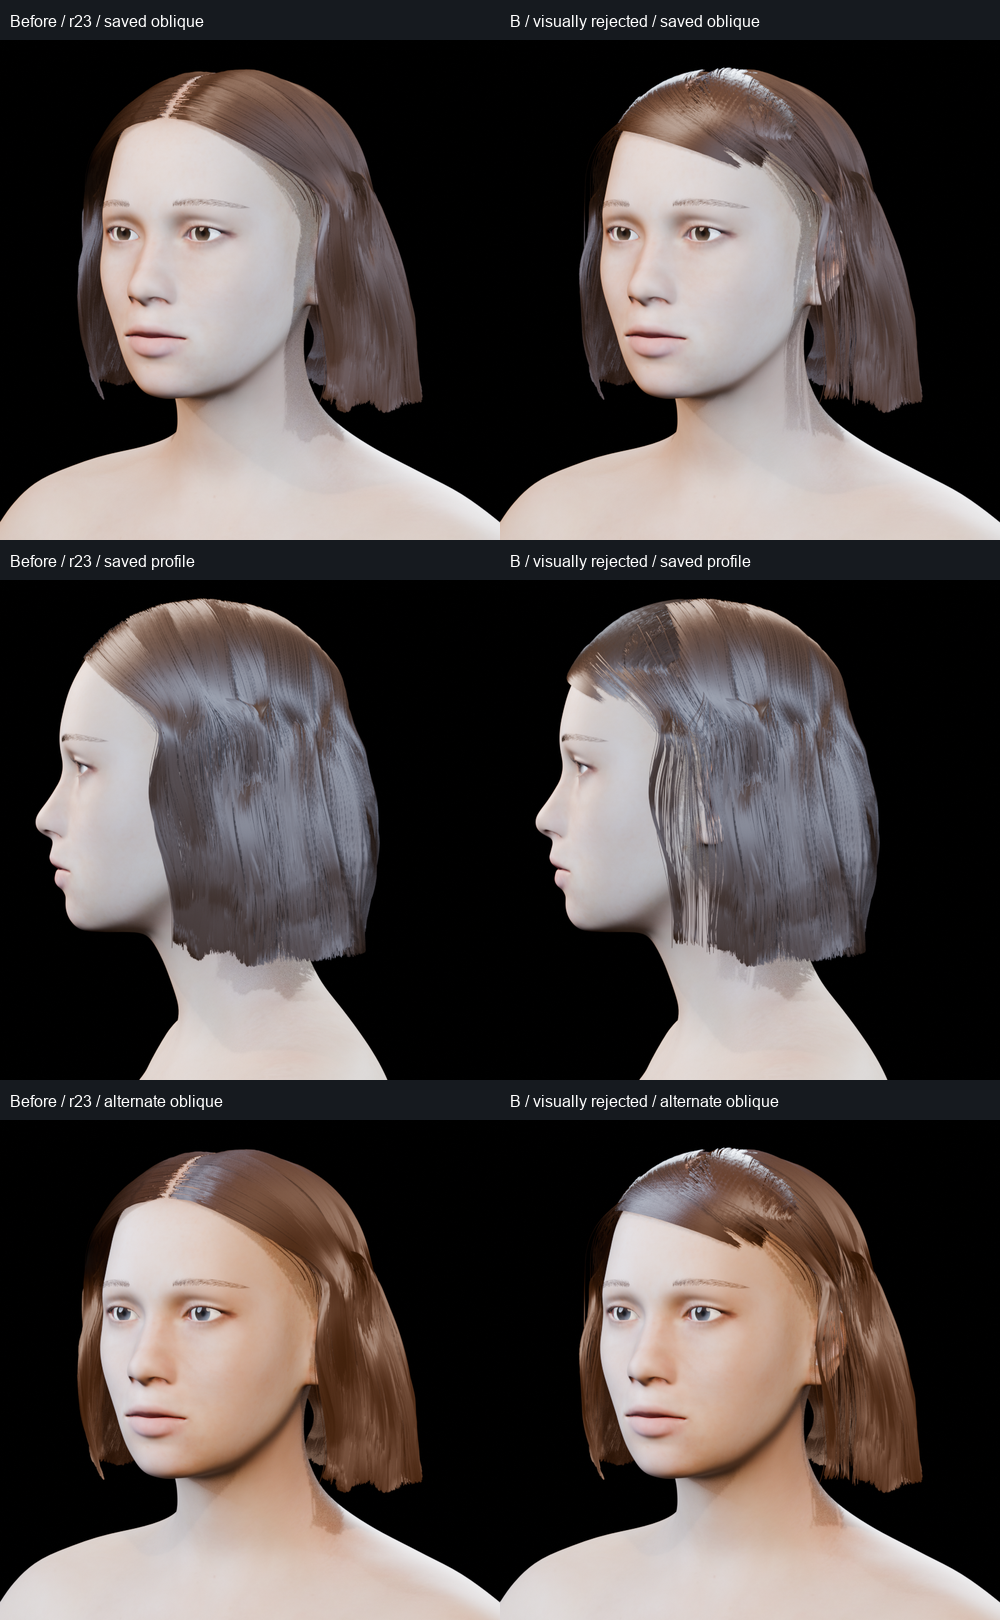 Before / r23 / saved oblique
B / visually rejected / saved oblique
Before / r23 / saved profile
B / visually rejected / saved profile
Before / r23 / alternate oblique
B / visually rejected / alternate oblique